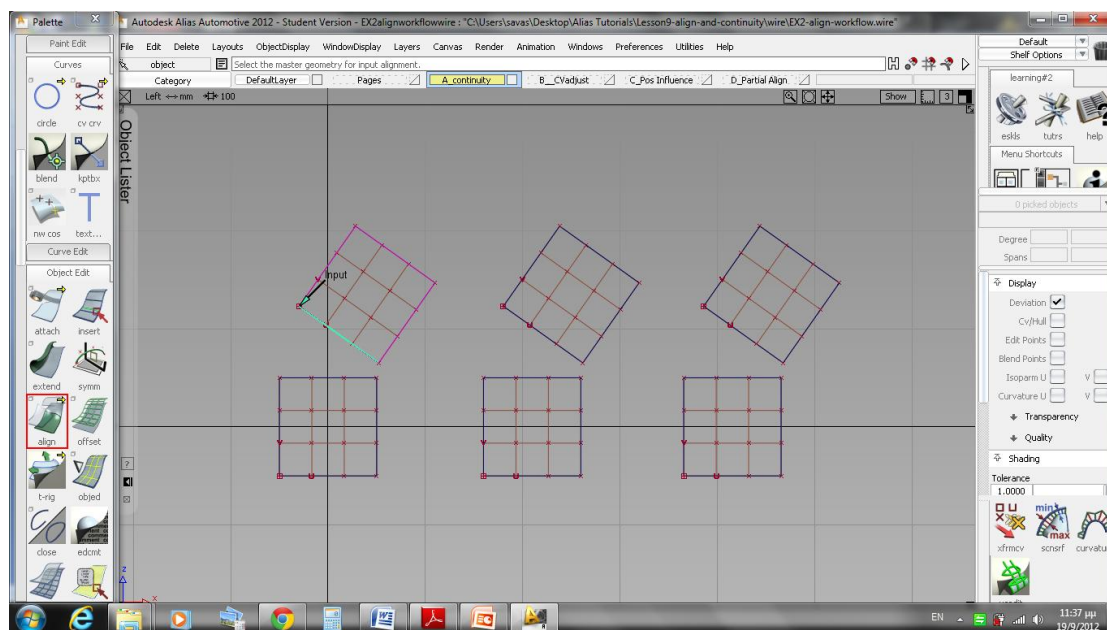 Palette
Autodesk Alias Automotive 2012 - Student Version - EX2alignworkflowwire : "C:\Users\savas\Desktop\Alias Tutorials\Lesson9-align-and-continuity\wire\EX2-align-workflow.wire"
Paint Edit
Curves
circle cv crv
blend kptbx
nw cos text...
Curve Edit
Object Edit
attach insert
extend symm
align offset
t-rig objed
close edcmt
File Edit Delete Layouts ObjectDisplay WindowDisplay Layers Canvas Render Animation Windows Preferences Utilities Help
object Select the master geometry for input alignment.
Category DefaultLayer Pages A_continuity B__CVadjust C_Pos Influence D_Partial Align
Left mm 100 Show 3
Object Lister
Input
V
U
V
U
V
U
V
U
V
U
z
x
Default
Shelf Options
learning#2
eskls tutrs help
Menu Shortcuts
0 picked objects
Degree
Spans
Display
Deviation
Cv/Hull
Edit Points
Blend Points
Isoparm U V
Curvature U V
Transparency
Quality
Shading
Tolerance
1.0000
min
max
xfrmcv scnsrf curvatu
EN 11:37 μμ
19/9/2012